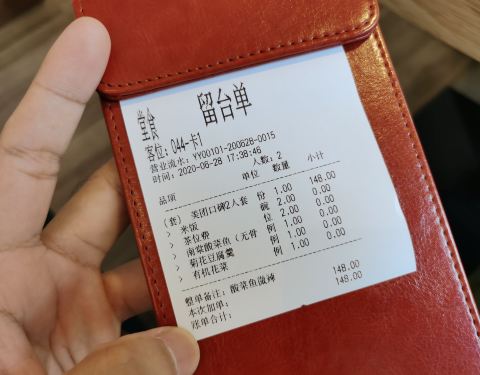 堂食 留台单
客位: 044-卡1
营业流水: YY00101-200628-0015
时间: 2020-06-28 17:38:46 人数: 2
品项 单位 数量 小计
(套) 美团口碑2人套 份 1.00 148.00
> 米饭 碗 2.00 0.00
> 茶位费 位 2.00 0.00
> 南棠酸菜鱼(无骨 例 1.00 0.00
> 菊花豆腐羹 例 1.00 0.00
> 有机花菜 例 1.00 0.00
整单备注: 酸菜鱼微辣
本次加单: 148.00
账单合计: 148.00